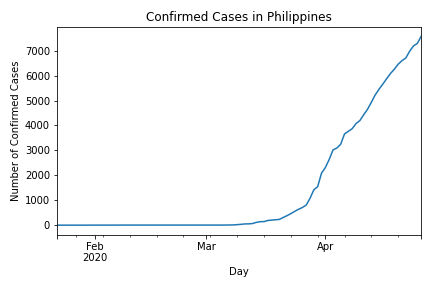 Confirmed Cases in Philippines
Number of Confirmed Cases
7000
6000
5000
4000
3000
2000
1000
0
Feb
2020
Mar
Apr
Day